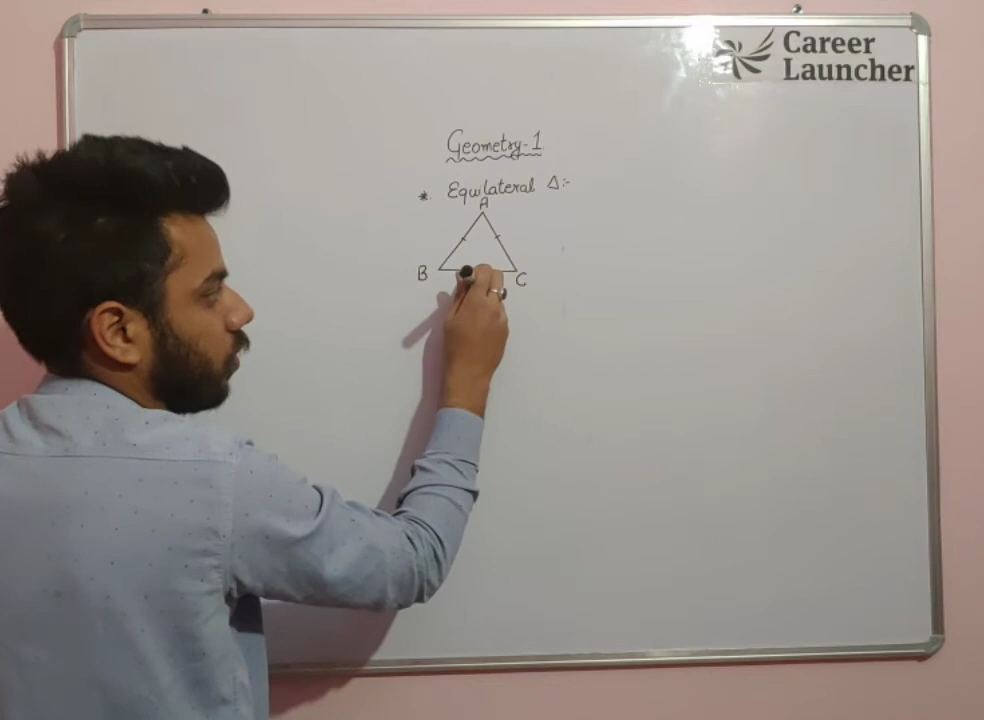 Career
Launcher
Geometry-1
* Equilateral Δ:-
A
B
C